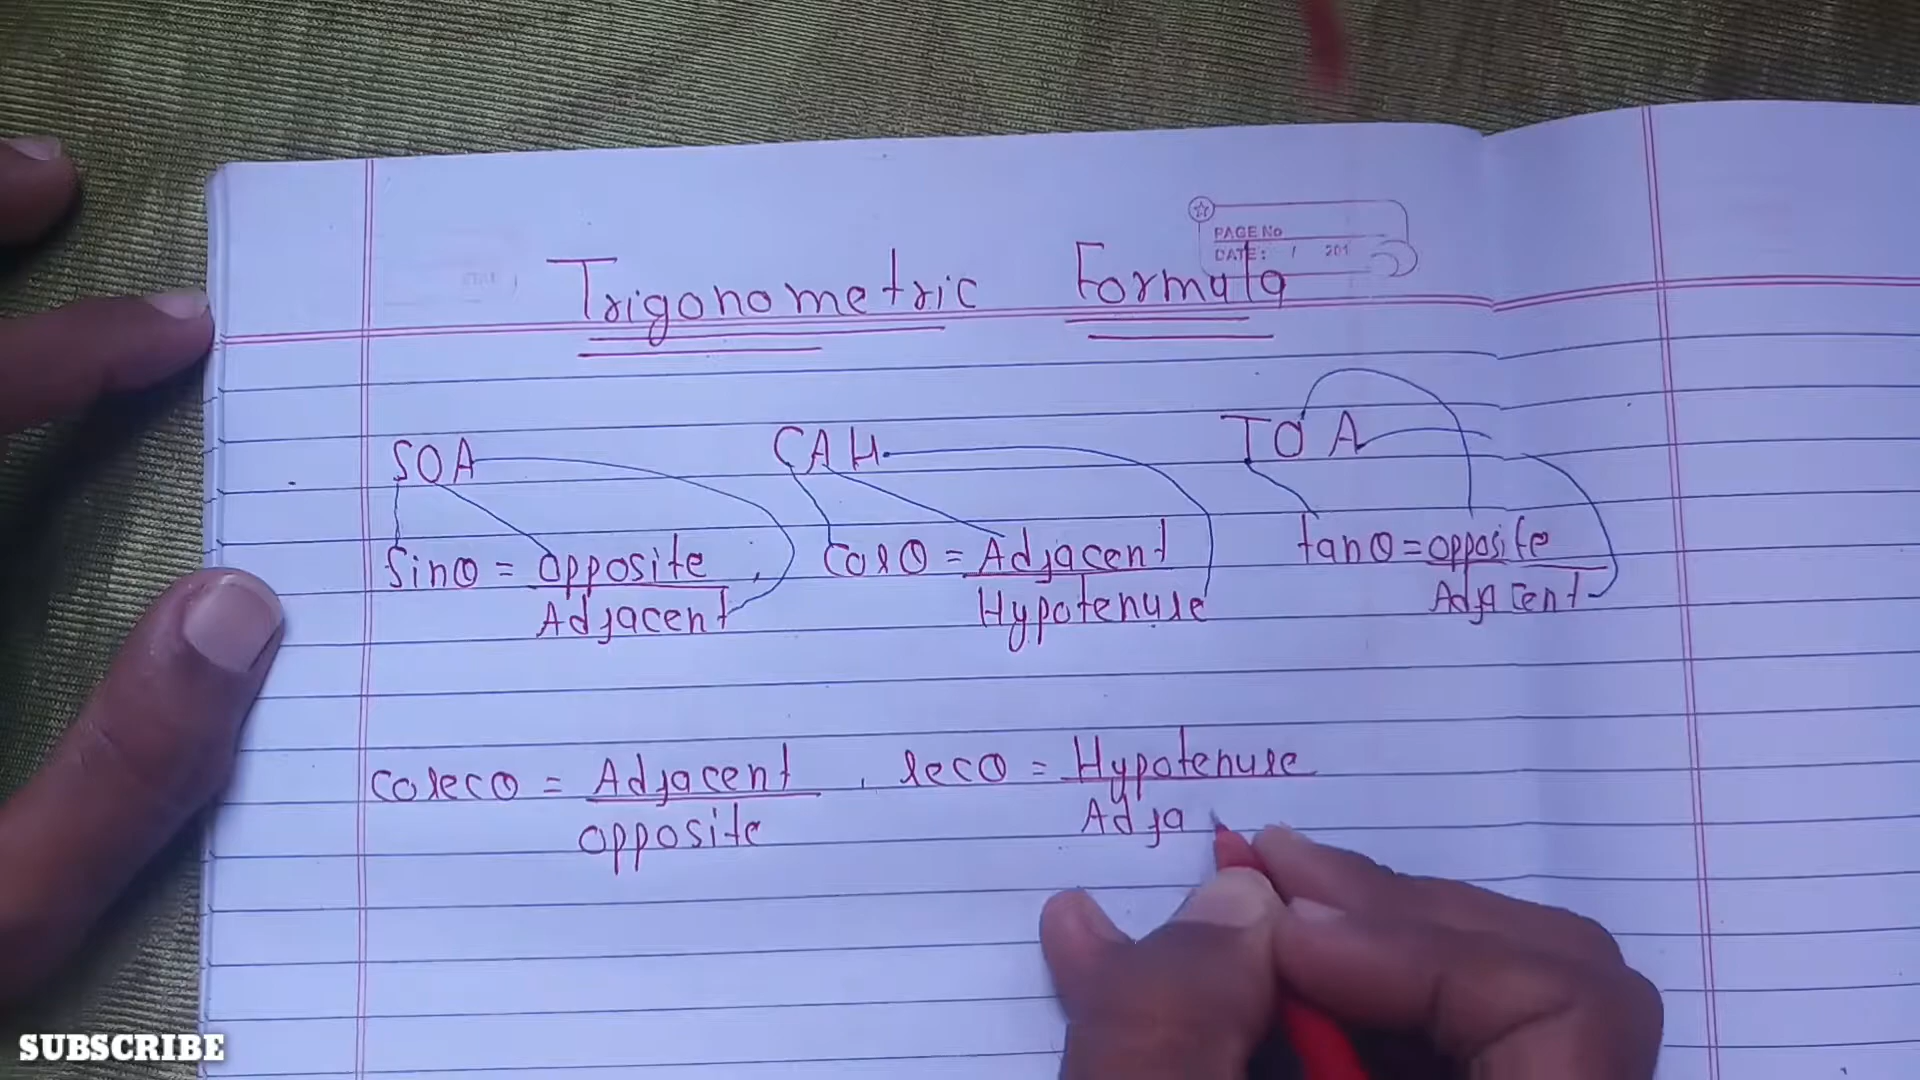 PAGE No
DATE: / 201
Trigonometric Formula
SOA CAH TOA
Sinθ = opposite / Adjacent , Cosθ = Adjacent / Hypotenuse tanθ = opposite / Adjacent
cosecθ = Adjacent / opposite , secθ = Hypotenuse / Adja
SUBSCRIBE